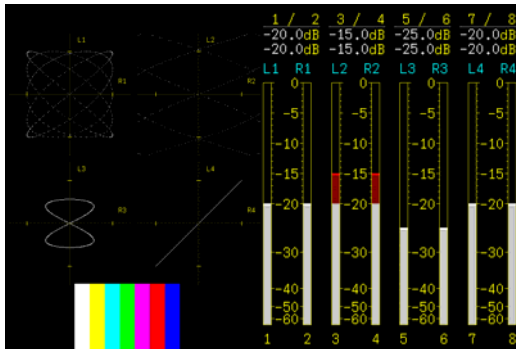 1 / 2 3 / 4 5 / 6 7 / 8
-20.0dB -15.0dB -25.0dB -20.0dB
-20.0dB -15.0dB -25.0dB -20.0dB
L1 R1 L2 R2 L3 R3 L4 R4
0 0 0 0
-5 -5 -5 -5
-10 -10 -10 -10
-15 -15 -15 -15
-20 -20 -20 -20
-30 -30 -30 -30
-40 -40 -40 -40
-50 -50 -50 -50
-60 -60 -60 -60
1 2 3 4 5 6 7 8
L1 L2
R1 R2
L3 L4
R3 R4